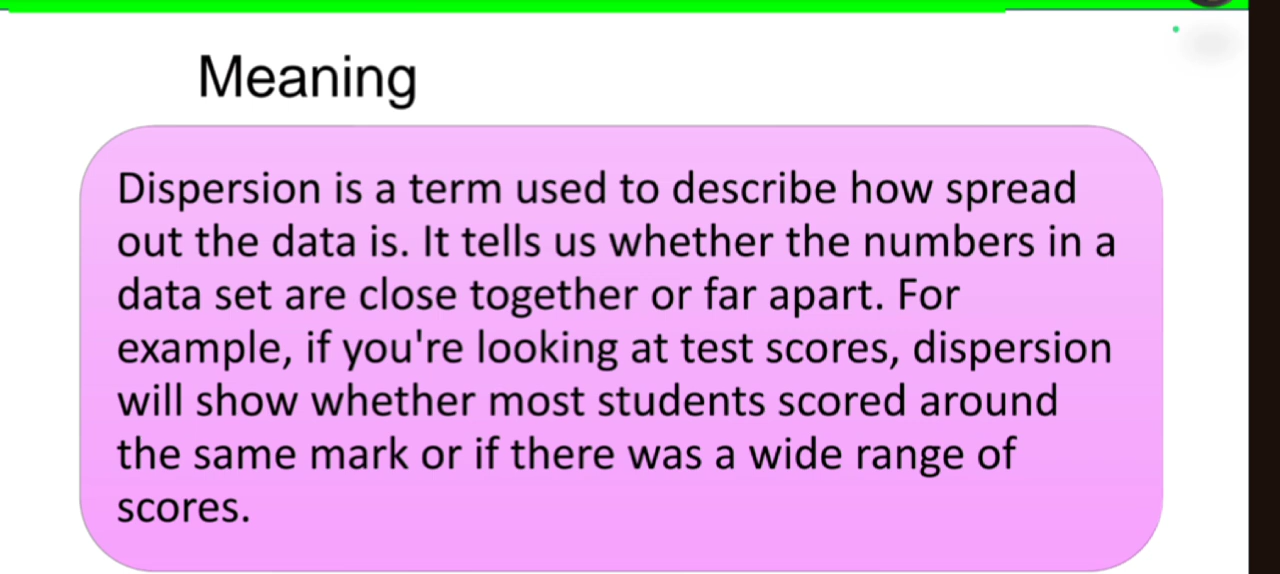 Meaning
Dispersion is a term used to describe how spread
out the data is. It tells us whether the numbers in a
data set are close together or far apart. For
example, if you're looking at test scores, dispersion
will show whether most students scored around
the same mark or if there was a wide range of
scores.